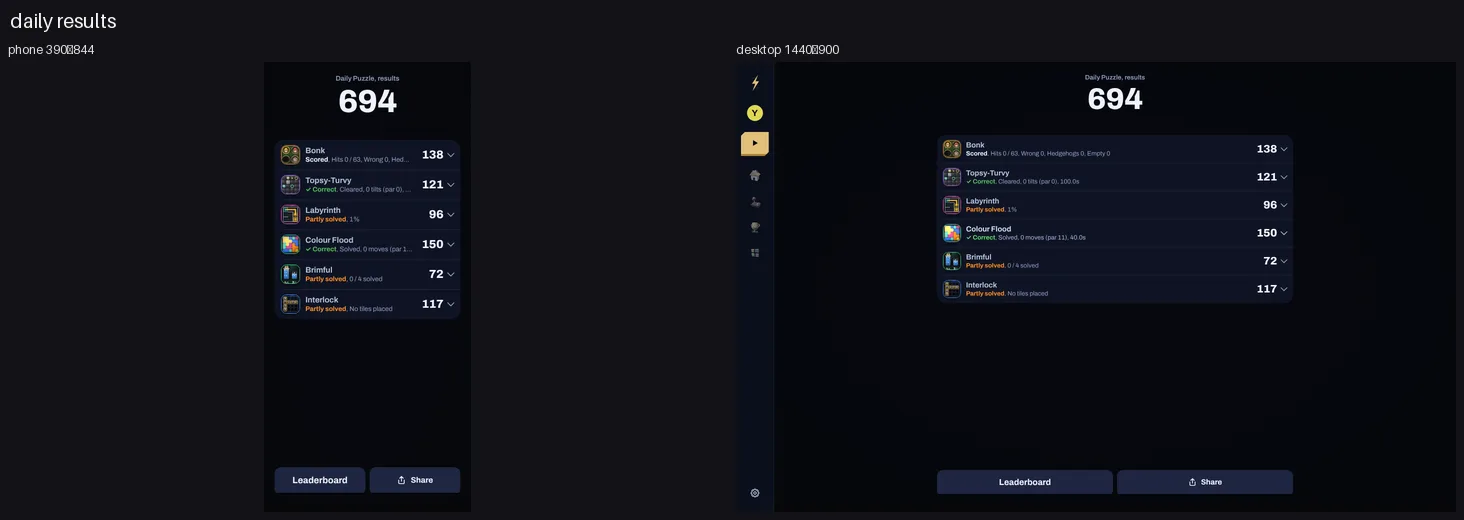 daily results
phone 390▯844
Daily Puzzle, results
694
Bonk
Scored, Hits 0 / 63, Wrong 0, Hed...
138
Topsy-Turvy
✓ Correct, Cleared, 0 tilts (par 0), ...
121
Labyrinth
Partly solved, 1%
96
Colour Flood
✓ Correct, Solved, 0 moves (par 1...
150
Brimful
Partly solved, 0 / 4 solved
72
Interlock
Partly solved, No tiles placed
117
Leaderboard
Share
desktop 1440▯900
Y
Daily Puzzle, results
694
Bonk
Scored, Hits 0 / 63, Wrong 0, Hedgehogs 0, Empty 0
138
Topsy-Turvy
✓ Correct, Cleared, 0 tilts (par 0), 100.0s
121
Labyrinth
Partly solved, 1%
96
Colour Flood
✓ Correct, Solved, 0 moves (par 11), 40.0s
150
Brimful
Partly solved, 0 / 4 solved
72
Interlock
Partly solved, No tiles placed
117
Leaderboard
Share